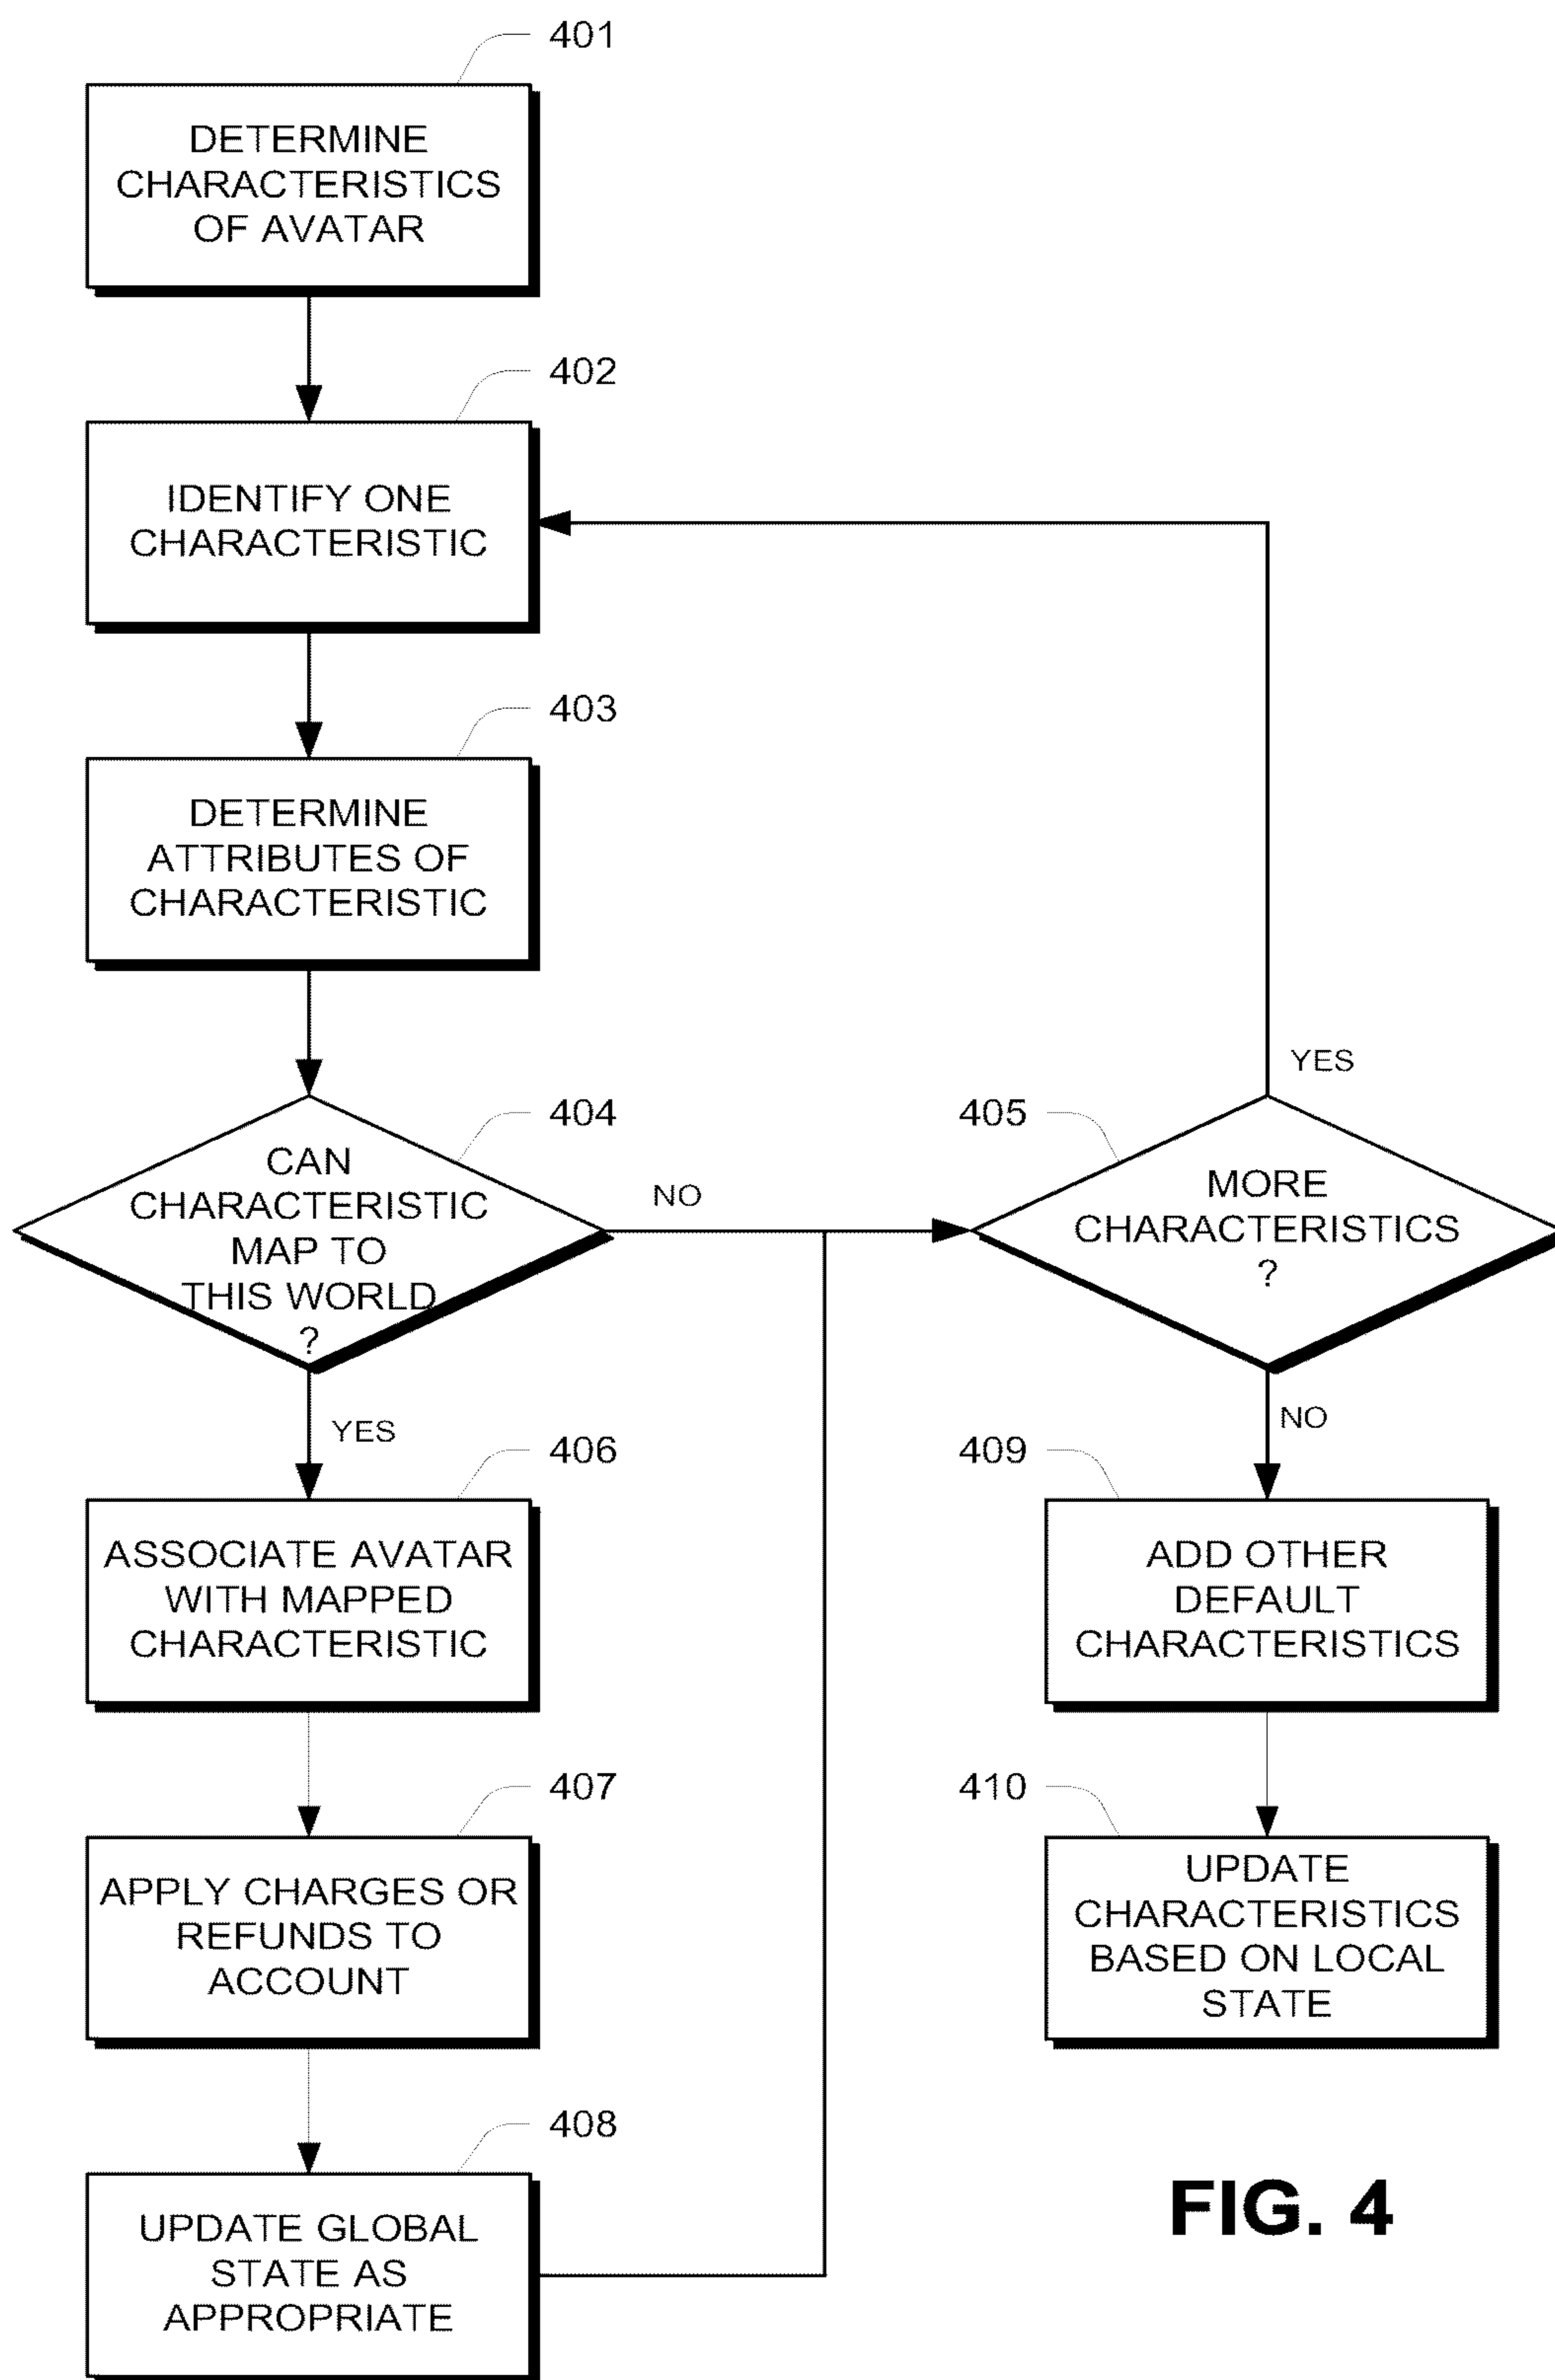 401
DETERMINE
CHARACTERISTICS
OF AVATAR
402
IDENTIFY ONE
CHARACTERISTIC
403
DETERMINE
ATTRIBUTES OF
CHARACTERISTIC
404
CAN
CHARACTERISTIC
MAP TO
THIS WORLD
?
NO
YES
405
MORE
CHARACTERISTICS
?
YES
NO
406
ASSOCIATE AVATAR
WITH MAPPED
CHARACTERISTIC
407
APPLY CHARGES OR
REFUNDS TO
ACCOUNT
408
UPDATE GLOBAL
STATE AS
APPROPRIATE
409
ADD OTHER
DEFAULT
CHARACTERISTICS
410
UPDATE
CHARACTERISTICS
BASED ON LOCAL
STATE
FIG. 4